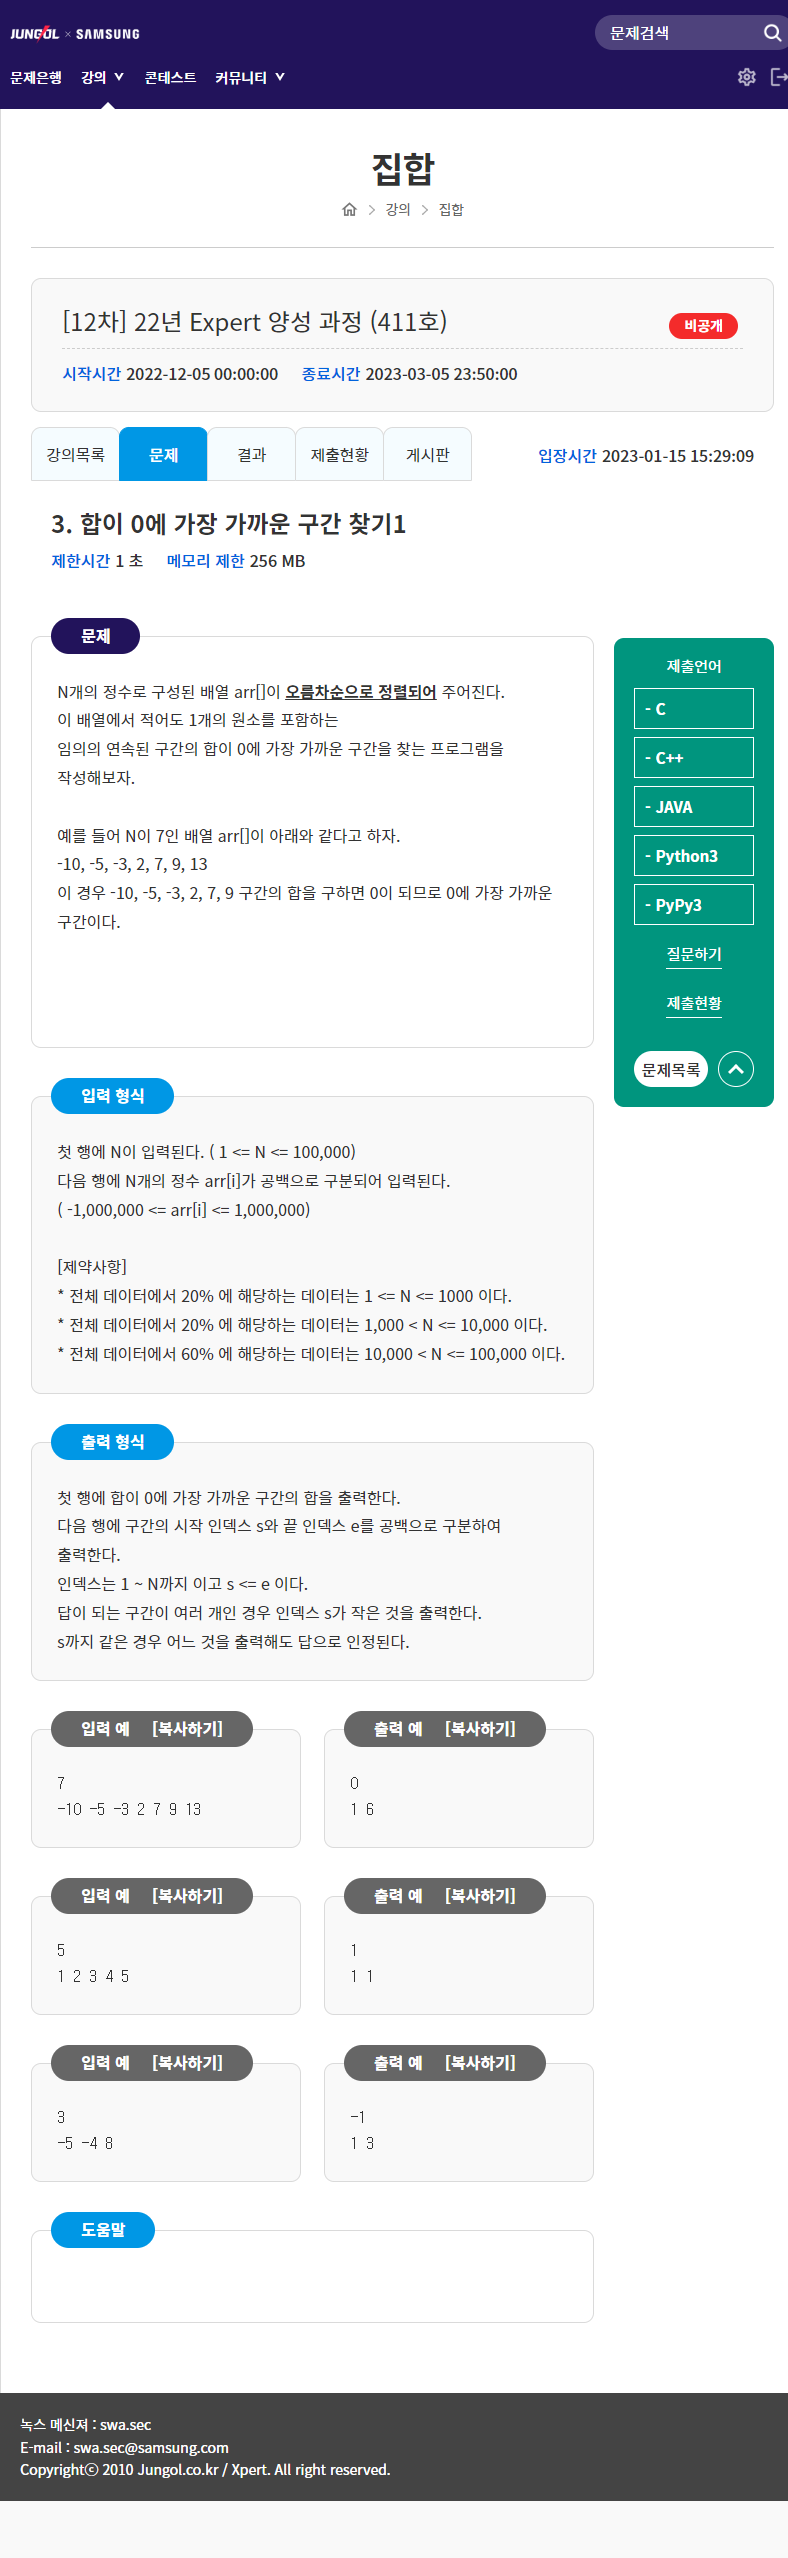 JUNGOL × SAMSUNG
문제검색
문제은행 강의 콘테스트 커뮤니티
집합
강의 집합
[12차] 22년 Expert 양성 과정 (411호)
비공개
시작시간 2022-12-05 00:00:00 종료시간 2023-03-05 23:50:00
강의목록 문제 결과 제출현황 게시판
입장시간 2023-01-15 15:29:09
3. 합이 0에 가장 가까운 구간 찾기1
제한시간 1 초 메모리 제한 256 MB
문제
N개의 정수로 구성된 배열 arr[]이 오름차순으로 정렬되어 주어진다.
이 배열에서 적어도 1개의 원소를 포함하는
임의의 연속된 구간의 합이 0에 가장 가까운 구간을 찾는 프로그램을
작성해보자.
예를 들어 N이 7인 배열 arr[]이 아래와 같다고 하자.
-10, -5, -3, 2, 7, 9, 13
이 경우 -10, -5, -3, 2, 7, 9 구간의 합을 구하면 0이 되므로 0에 가장 가까운
구간이다.
제출언어
- C
- C++
- JAVA
- Python3
- PyPy3
질문하기
제출현황
문제목록
입력 형식
첫 행에 N이 입력된다. ( 1 <= N <= 100,000)
다음 행에 N개의 정수 arr[i]가 공백으로 구분되어 입력된다.
( -1,000,000 <= arr[i] <= 1,000,000)
[제약사항]
* 전체 데이터에서 20% 에 해당하는 데이터는 1 <= N <= 1000 이다.
* 전체 데이터에서 20% 에 해당하는 데이터는 1,000 < N <= 10,000 이다.
* 전체 데이터에서 60% 에 해당하는 데이터는 10,000 < N <= 100,000 이다.
출력 형식
첫 행에 합이 0에 가장 가까운 구간의 합을 출력한다.
다음 행에 구간의 시작 인덱스 s와 끝 인덱스 e를 공백으로 구분하여
출력한다.
인덱스는 1 ~ N까지 이고 s <= e 이다.
답이 되는 구간이 여러 개인 경우 인덱스 s가 작은 것을 출력한다.
s까지 같은 경우 어느 것을 출력해도 답으로 인정된다.
입력 예 [복사하기]
7
-10 -5 -3 2 7 9 13
출력 예 [복사하기]
0
1 6
입력 예 [복사하기]
5
1 2 3 4 5
출력 예 [복사하기]
1
1 1
입력 예 [복사하기]
3
-5 -4 8
출력 예 [복사하기]
-1
1 3
도움말
녹스 메신져 : swa.sec
E-mail : swa.sec@samsung.com
Copyrightⓒ 2010 Jungol.co.kr / Xpert. All right reserved.